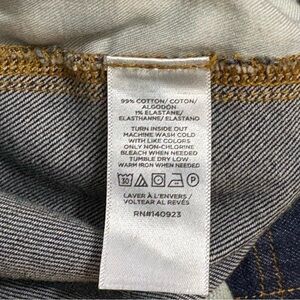 99% COTTON/ COTON/
ALGODÓN
1% ELASTANE/
ELASTHANNE/ ELASTANO
TURN INSIDE OUT
MACHINE WASH COLD
WITH LIKE COLORS
ONLY NON-CHLORINE
BLEACH WHEN NEEDED
TUMBLE DRY LOW
WARM IRON WHEN NEEDED
30 P
LAVER À L'ENVERS /
VOLTEAR AL REVÉS
RN#140923